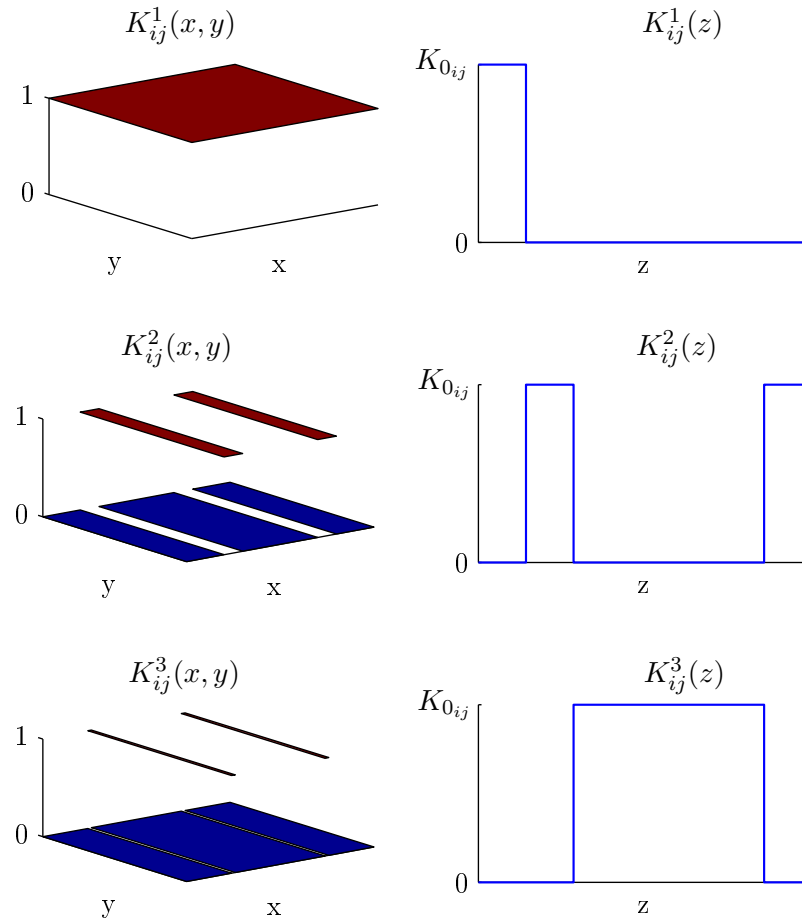 K^1_{ij}(x, y)
1
0
y
x
K^1_{ij}(z)
K_{0_{ij}}
0
z
K^2_{ij}(x, y)
1
0
y
x
K^2_{ij}(z)
K_{0_{ij}}
0
z
K^3_{ij}(x, y)
1
0
y
x
K^3_{ij}(z)
K_{0_{ij}}
0
z